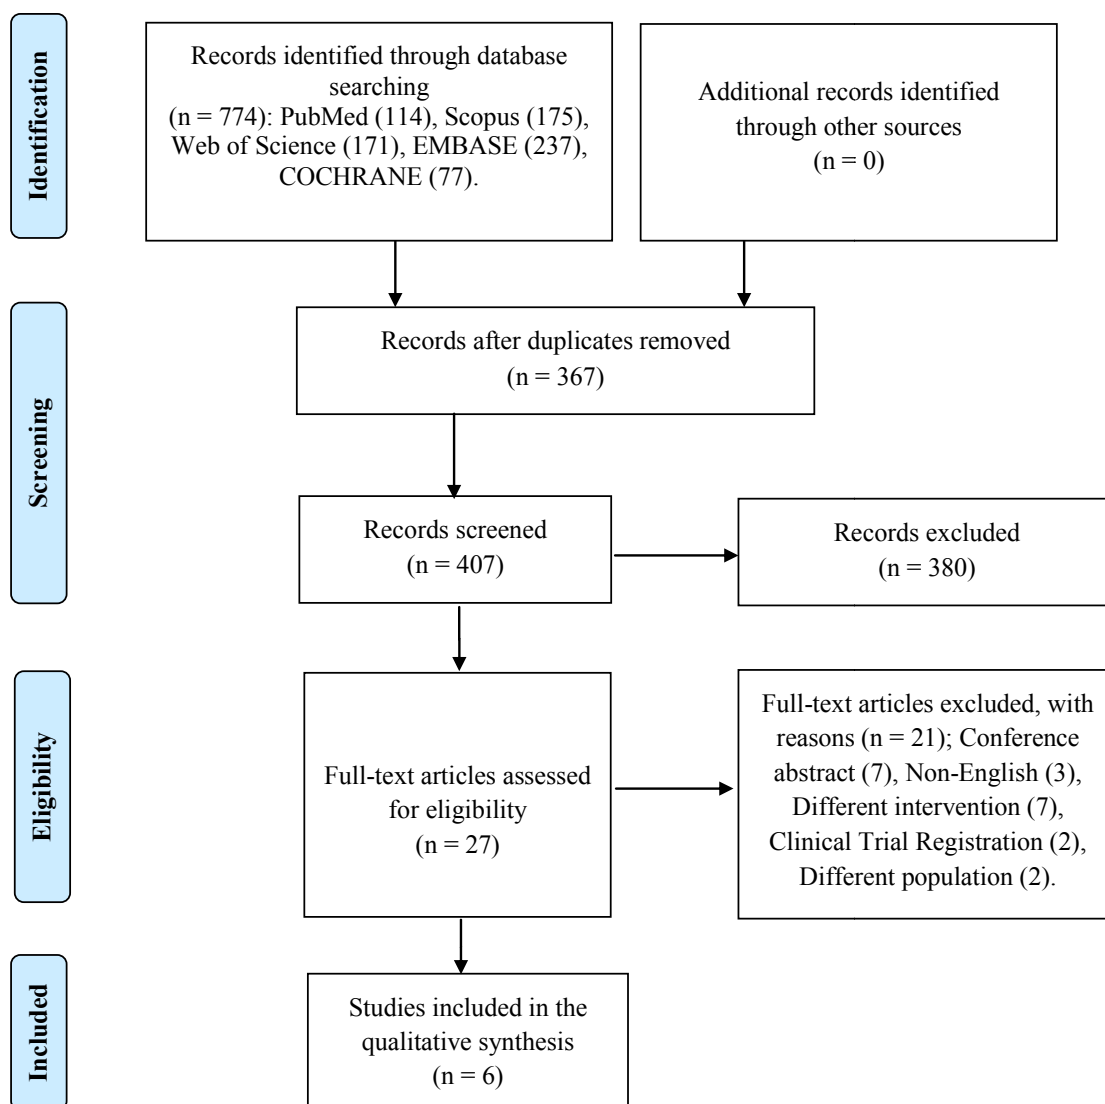 Identification
Records identified through database
searching
(n = 774): PubMed (114), Scopus (175),
Web of Science (171), EMBASE (237),
COCHRANE (77).
Additional records identified
through other sources
(n = 0)
Screening
Records after duplicates removed
(n = 367)
Records screened
(n = 407)
Records excluded
(n = 380)
Eligibility
Full-text articles assessed
for eligibility
(n = 27)
Full-text articles excluded, with
reasons (n = 21); Conference
abstract (7), Non-English (3),
Different intervention (7),
Clinical Trial Registration (2),
Different population (2).
Included
Studies included in the
qualitative synthesis
(n = 6)